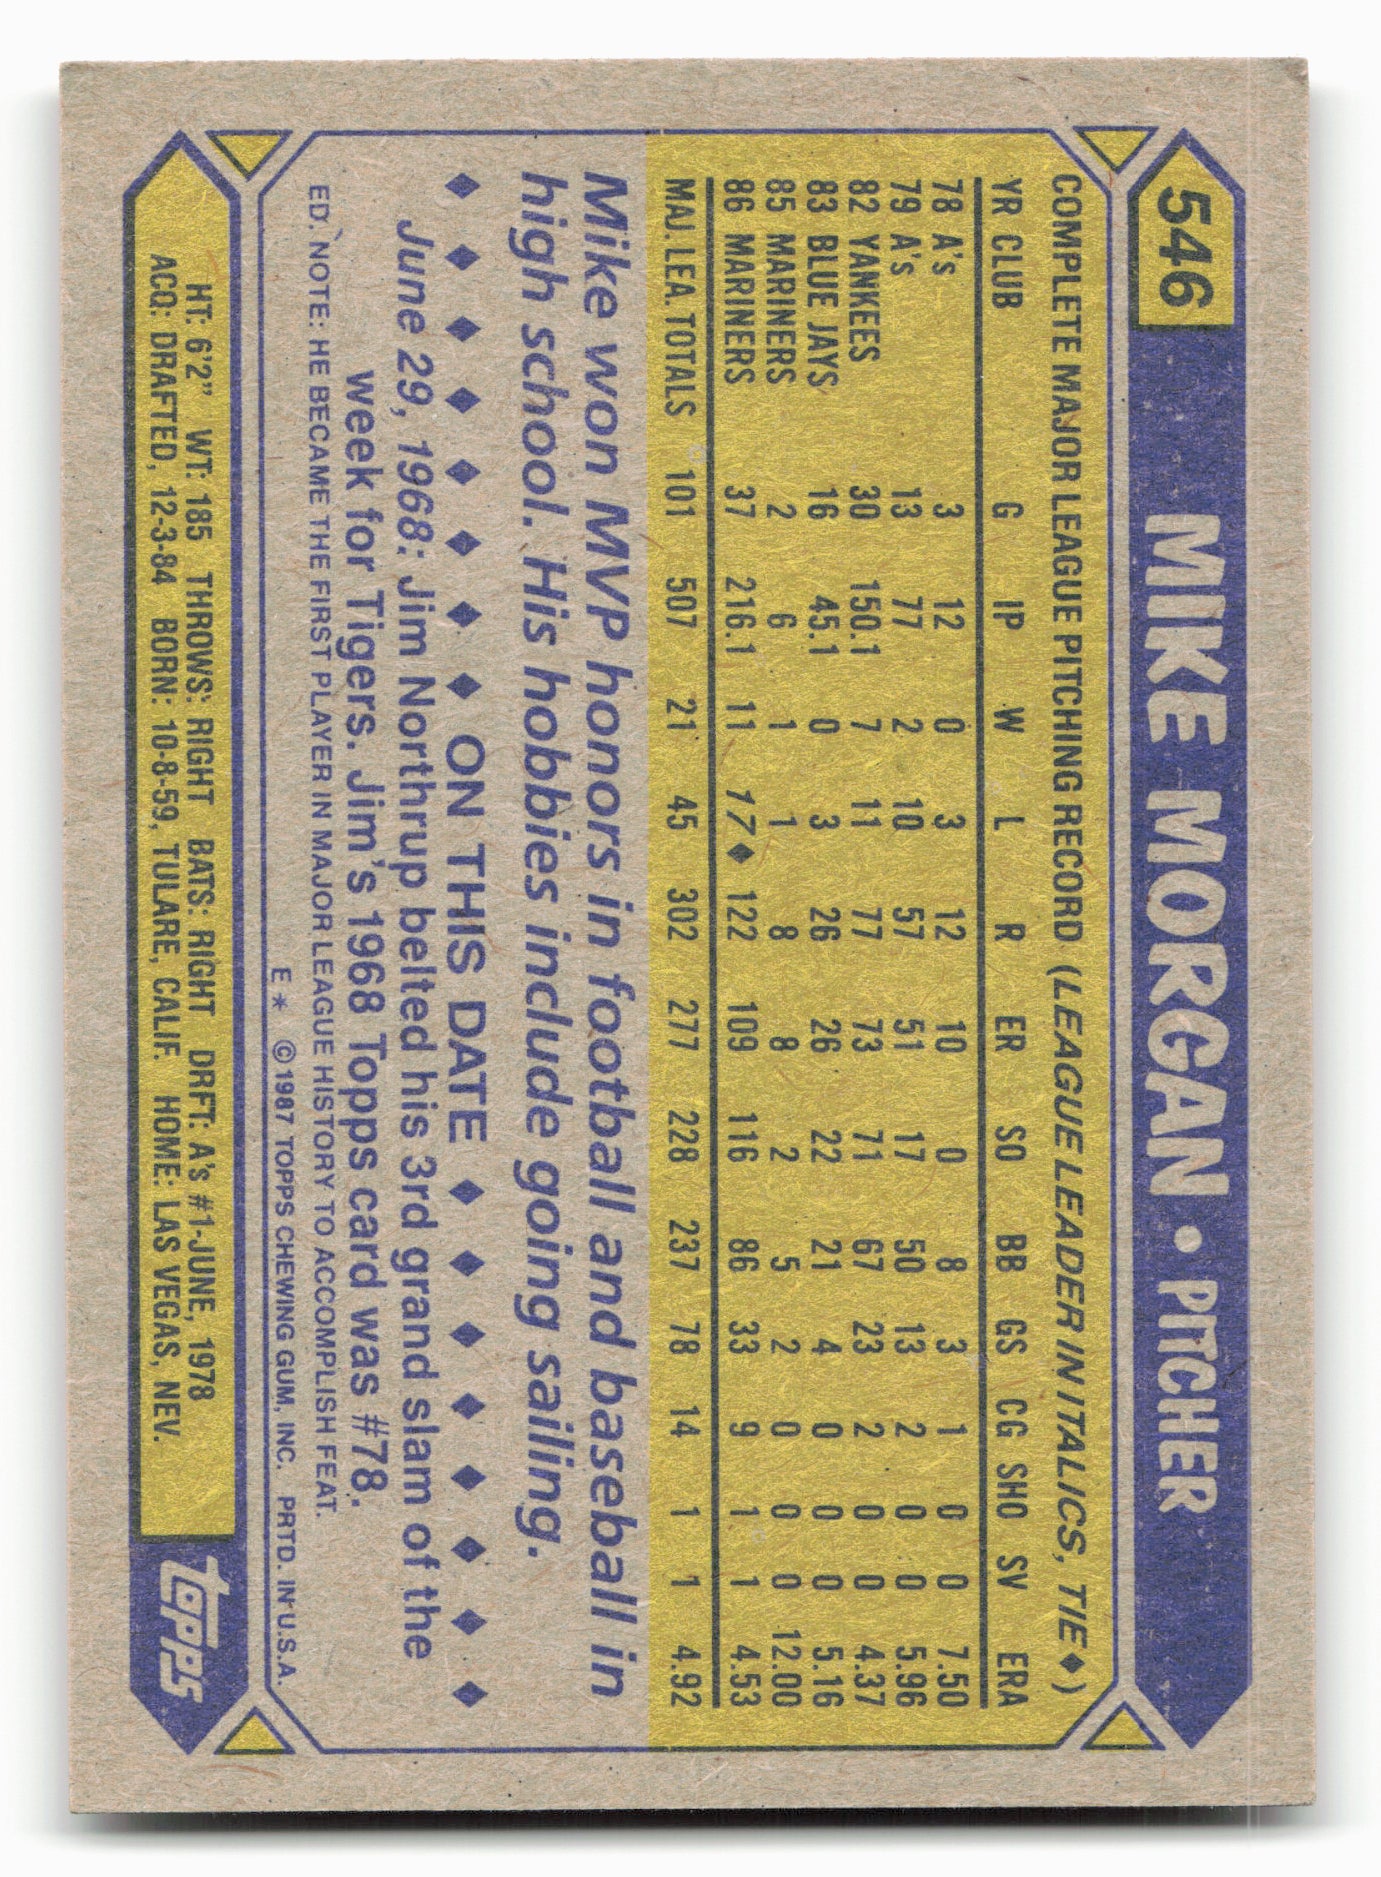 546 MIKE MORGAN • PITCHER
COMPLETE MAJOR LEAGUE PITCHING RECORD (LEAGUE LEADER IN ITALICS, TIE ♦)
YR CLUB G IP W L R ER SO BB GS CG SHO SV ERA
78 A's 3 12 0 3 12 10 0 8 3 1 0 0 7.50
79 A's 13 77 2 10 57 51 17 50 13 2 0 0 5.96
82 YANKEES 30 150.1 7 11 77 73 71 67 23 2 0 0 4.37
83 BLUE JAYS 16 45.1 0 3 26 26 22 21 4 0 0 0 5.16
85 MARINERS 2 6 1 1 8 8 2 5 2 0 0 0 12.00
86 MARINERS 37 216.1 11 17♦ 122 109 116 86 33 9 1 1 4.53
MAJ. LEA. TOTALS 101 507 21 45 302 277 228 237 78 14 1 1 4.92
Mike won MVP honors in football and baseball in
high school. His hobbies include going sailing.
♦ ♦ ♦ ♦ ♦ ♦ ♦ ♦ ON THIS DATE ♦ ♦ ♦ ♦ ♦ ♦ ♦ ♦
June 29, 1968: Jim Northrup belted his 3rd grand slam of the
week for Tigers. Jim's 1968 Topps card was #78.
ED. NOTE: HE BECAME THE FIRST PLAYER IN MAJOR LEAGUE HISTORY TO ACCOMPLISH FEAT.
E* ©1987 TOPPS CHEWING GUM, INC. PRTD. IN U.S.A.
HT: 6'2" WT: 185 THROWS: RIGHT BATS: RIGHT DRFT: A's #1-JUNE, 1978
ACQ: DRAFTED, 12-3-84 BORN: 10-8-59, TULARE, CALIF. HOME: LAS VEGAS, NEV.
topps